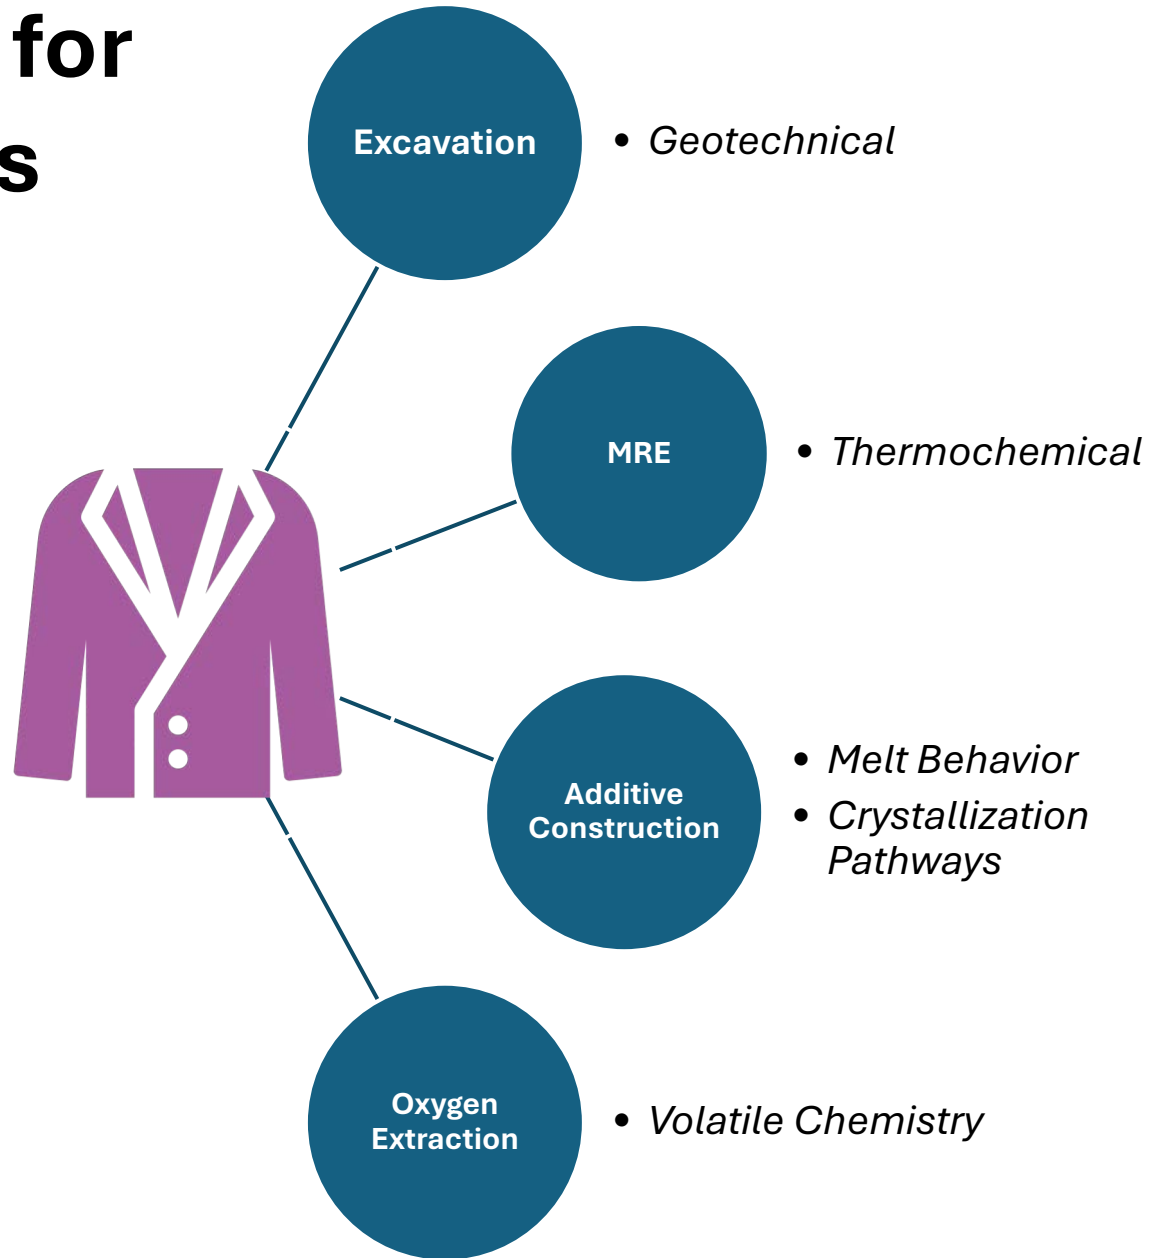 for
s
Excavation
• Geotechnical
MRE
• Thermochemical
Additive
Construction
• Melt Behavior
• Crystallization
Pathways
Oxygen
Extraction
• Volatile Chemistry